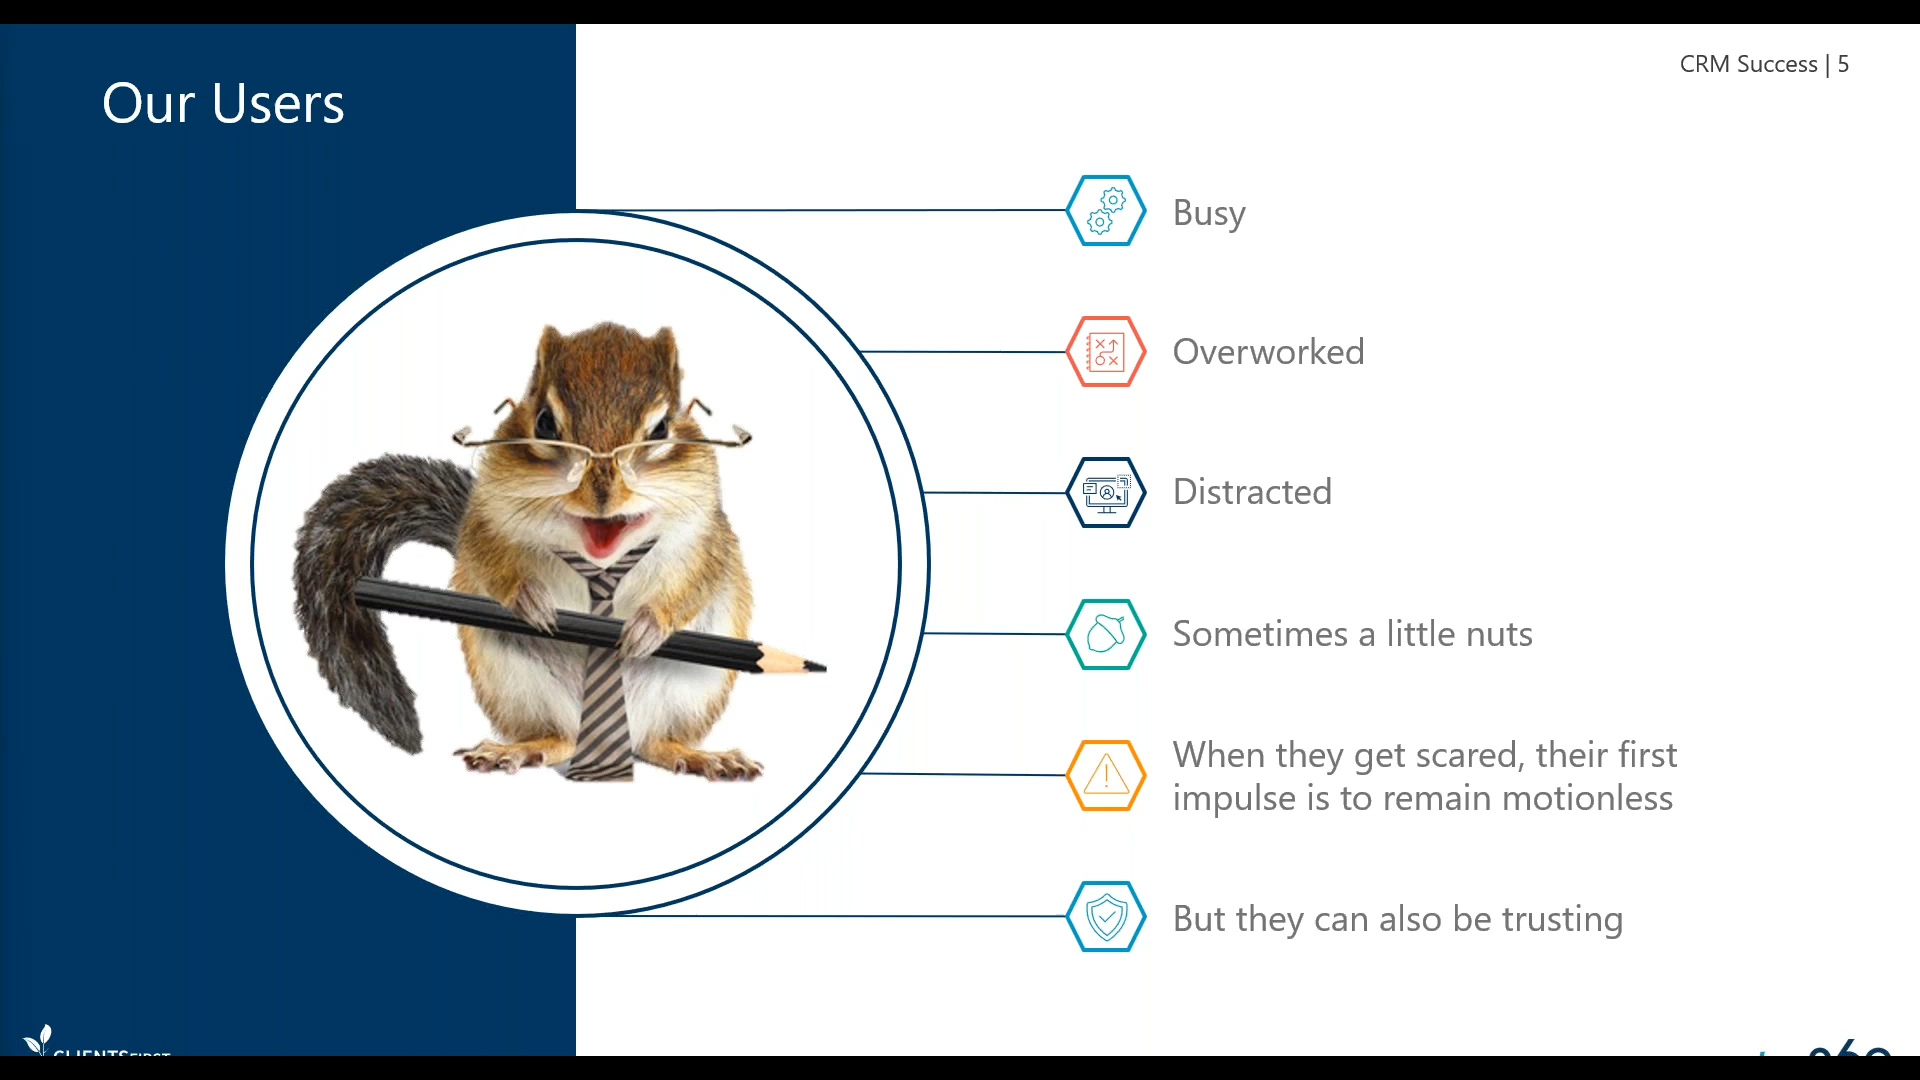 CRM Success | 5
Our Users
Busy
Overworked
Distracted
Sometimes a little nuts
When they get scared, their first
impulse is to remain motionless
But they can also be trusting
CLIENTSFIRST